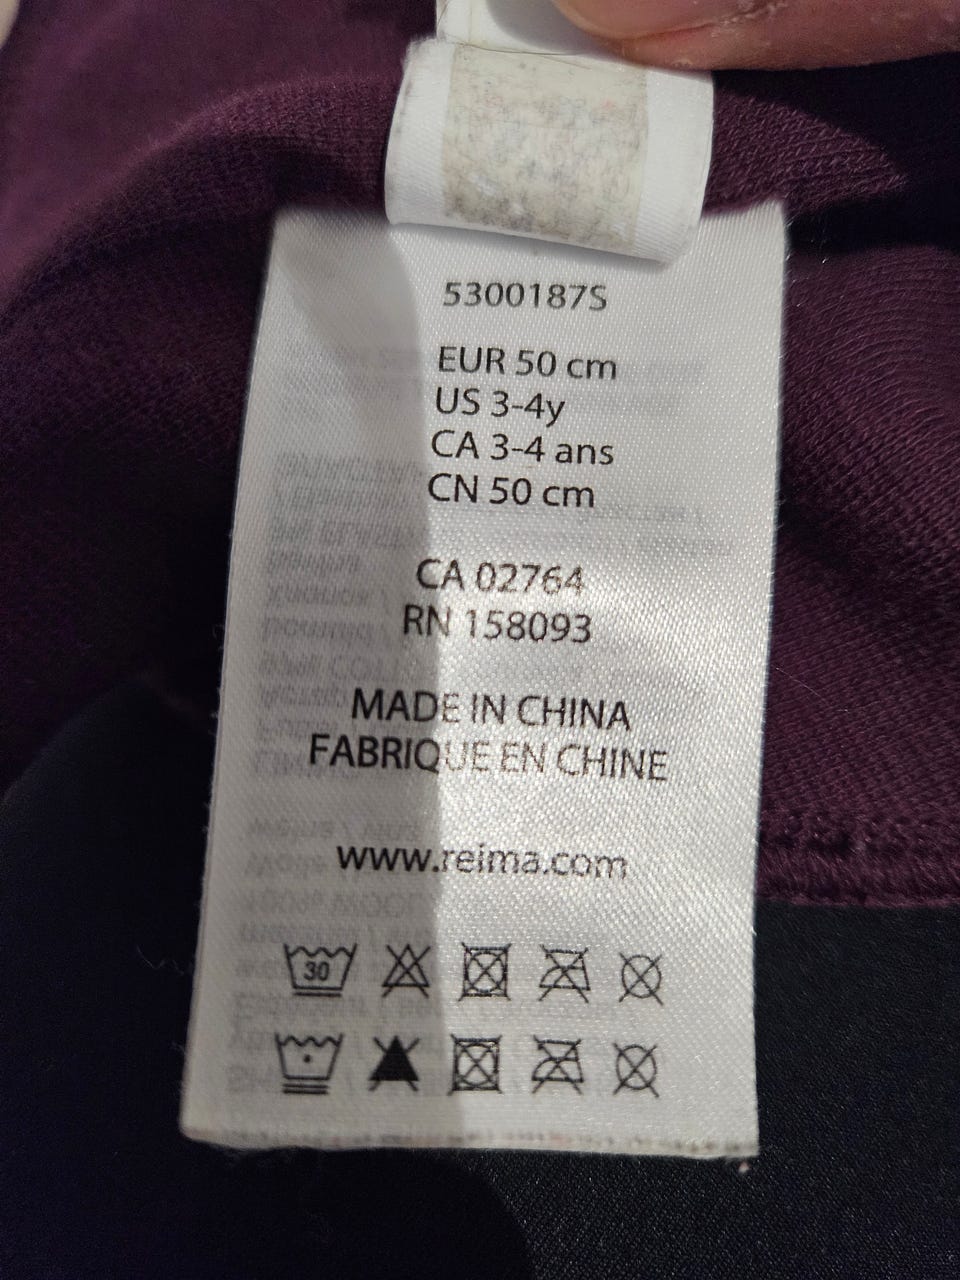 5300187S
EUR 50 cm
US 3-4y
CA 3-4 ans
CN 50 cm
CA 02764
RN 158093
MADE IN CHINA
FABRIQUE EN CHINE
www.reima.com
30